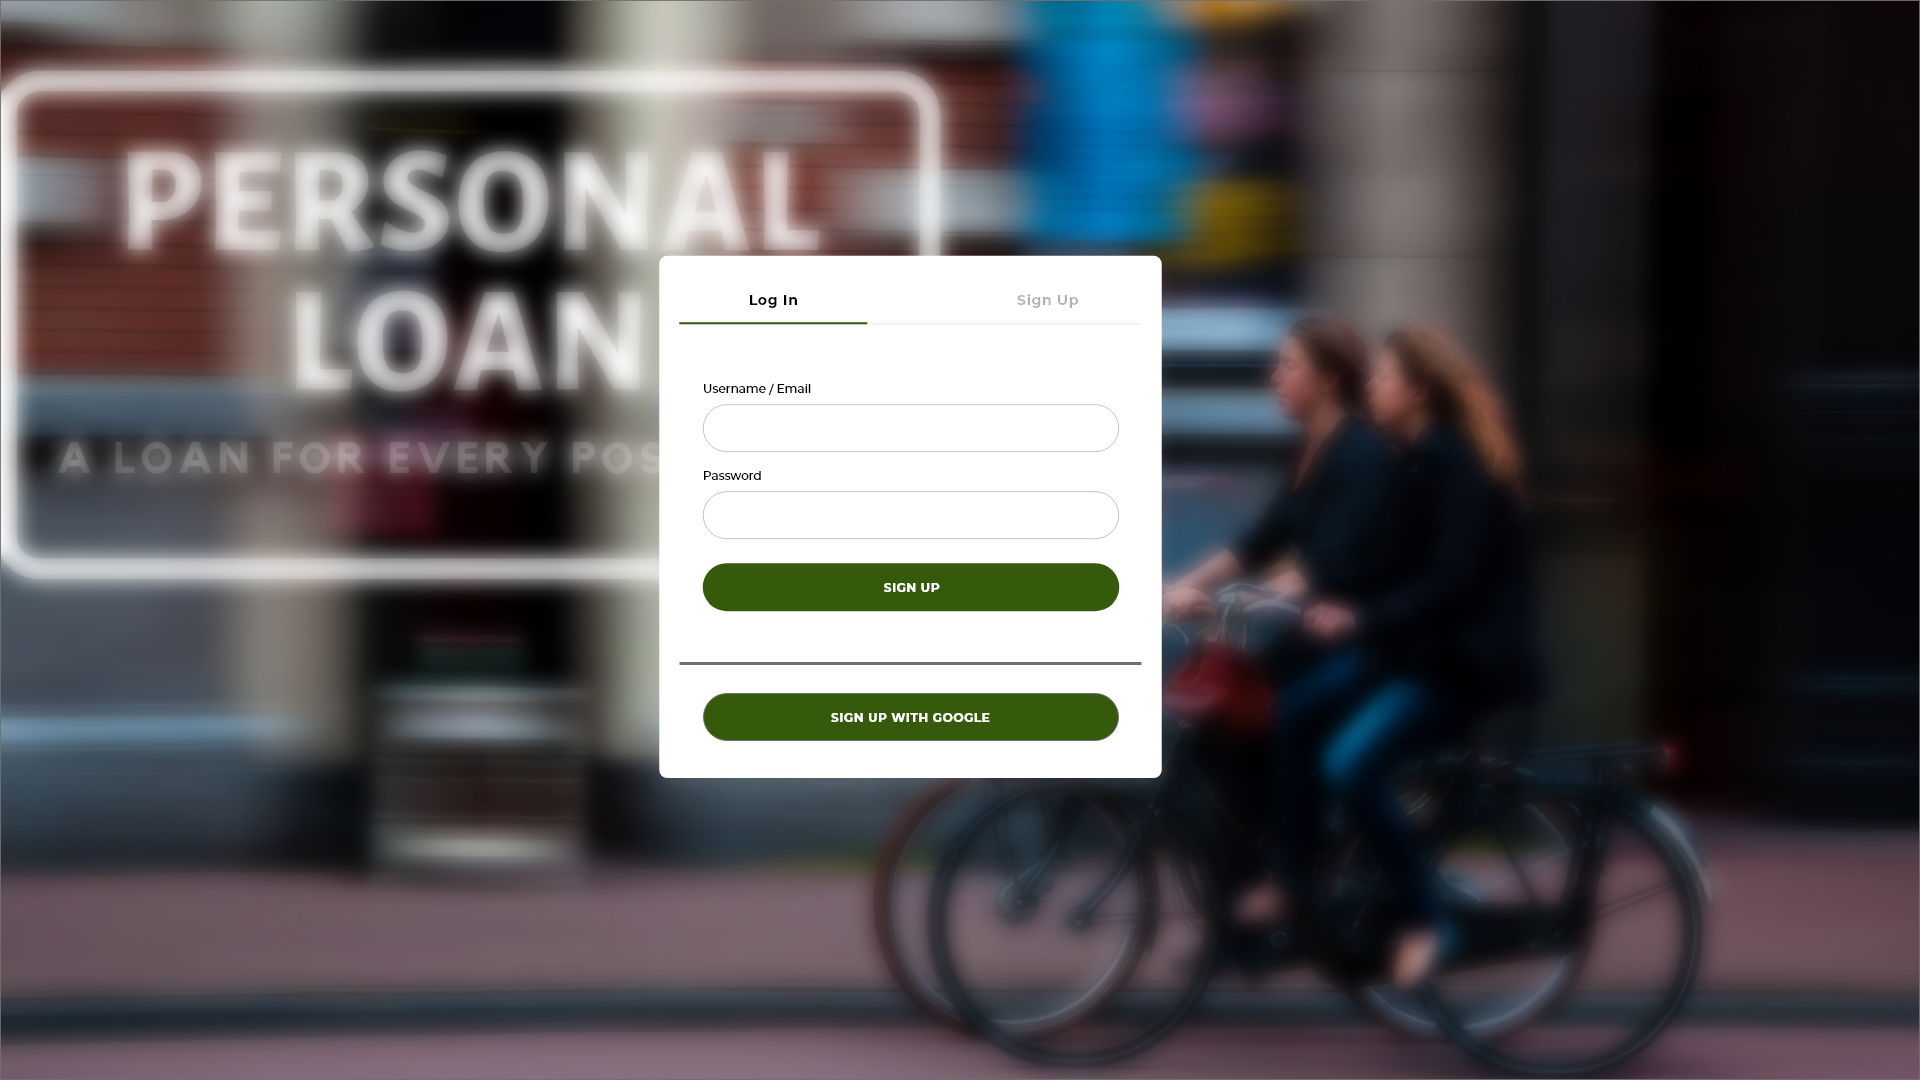 PERSONAL
LOAN
A LOAN FOR EVERY POS
Log In
Sign Up
Username / Email
Password
SIGN UP
SIGN UP WITH GOOGLE